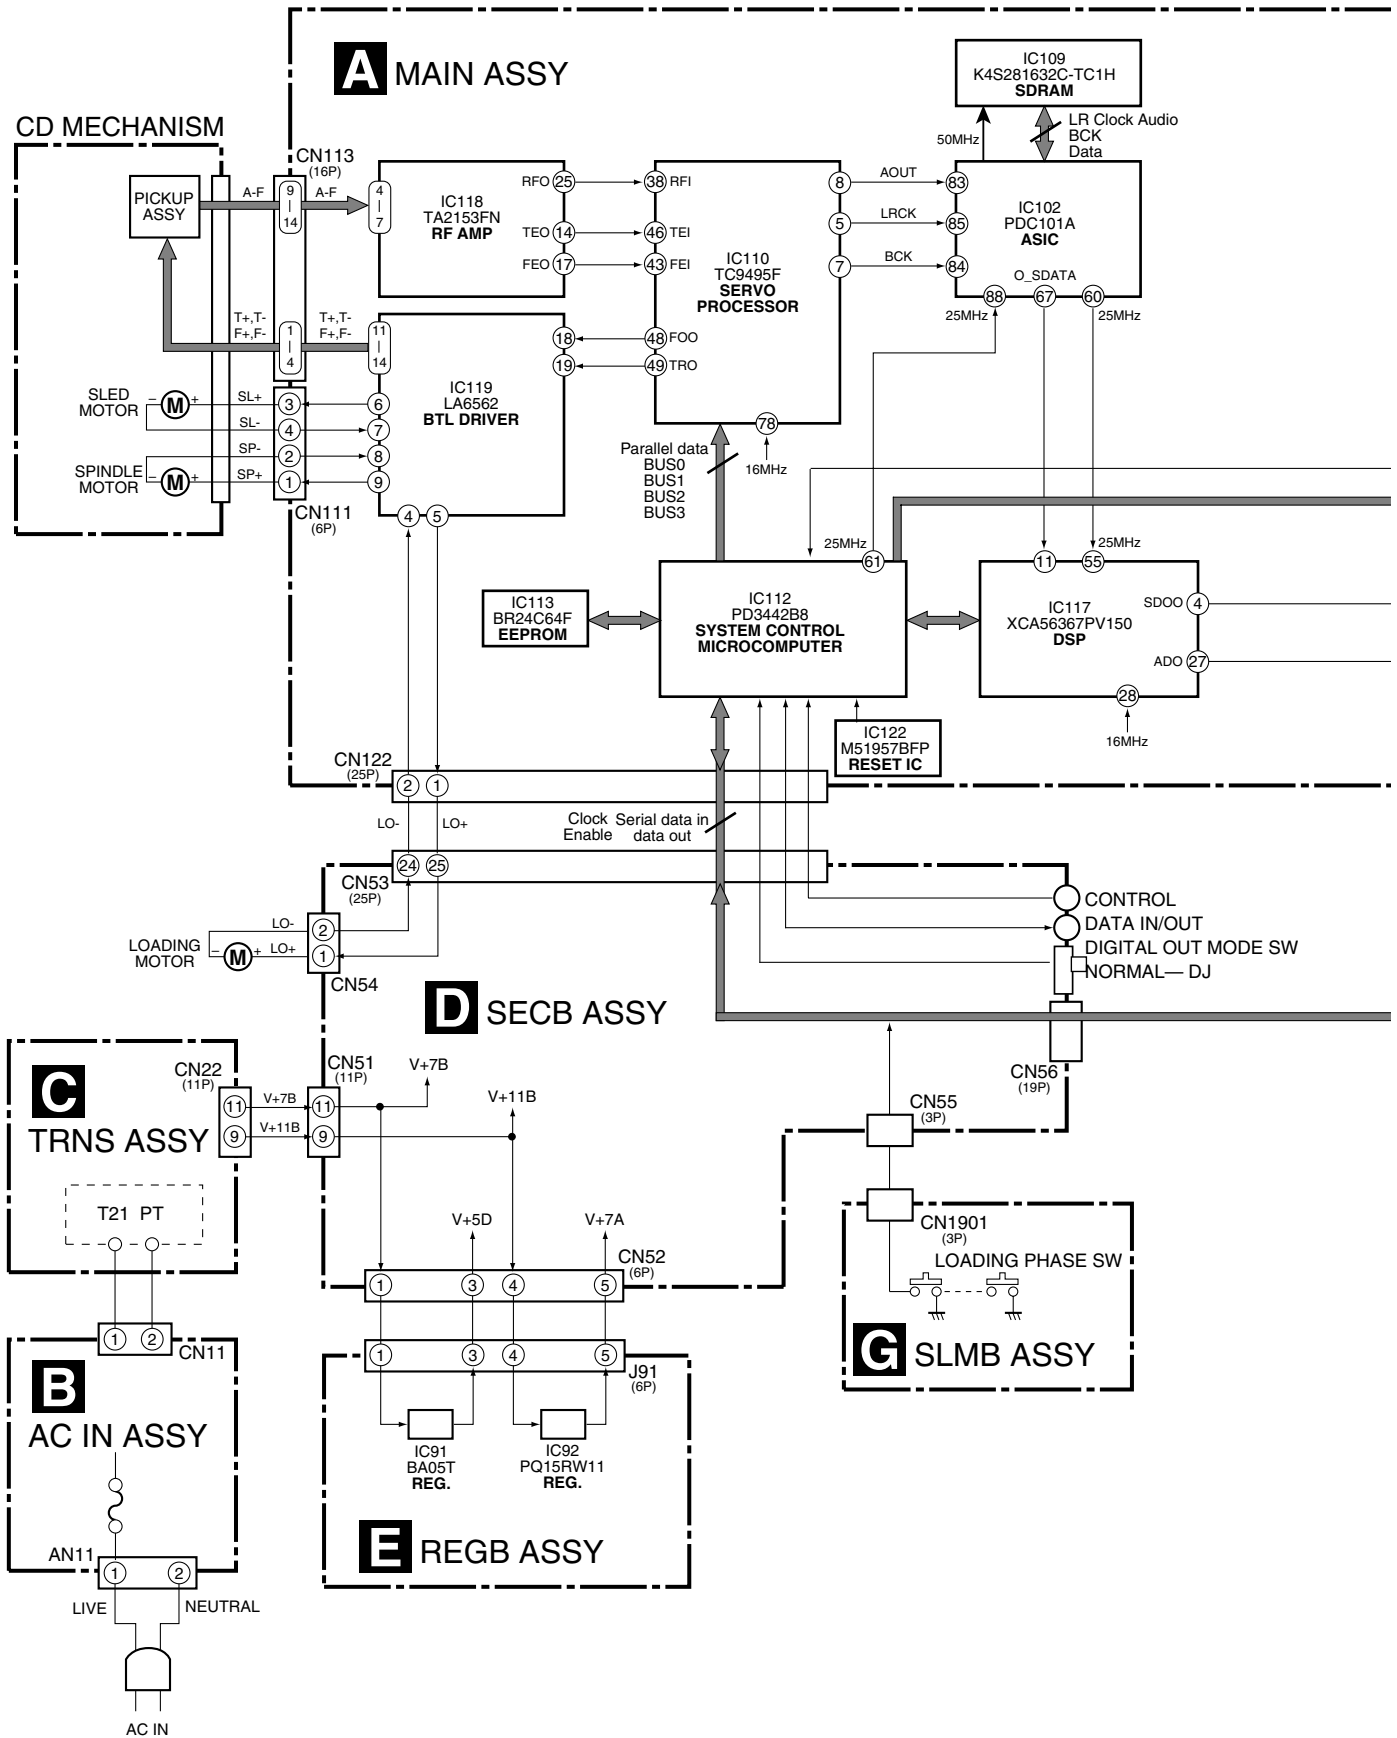 A MAIN ASSY
IC109
K4S281632C-TC1H
SDRAM
50MHz
LR Clock Audio
BCK
Data
CD MECHANISM
PICKUP
ASSY
CN113
(16P)
A-F
9
14
A-F
4
7
IC118
TA2153FN
RF AMP
RFO 25
TEO 14
FEO 17
38 RFI
46 TEI
43 FEI
IC110
TC9495F
SERVO
PROCESSOR
8 AOUT 83
5 LRCK 85
7 BCK 84
IC102
PDC101A
ASIC
O_SDATA
88 67 60
25MHz
25MHz
T+,T-
F+,F-
1
4
T+,T-
F+,F-
11
14
18
19
48 FOO
49 TRO
IC119
LA6562
BTL DRIVER
SLED
MOTOR
- M +
SL+ 3 6
SL- 4 7
SP- 2 8
SP+ 1 9
SPINDLE
MOTOR
- M +
CN111
(6P)
4 5
78
16MHz
Parallel data
BUS0
BUS1
BUS2
BUS3
25MHz
61
25MHz
11 55
IC113
BR24C64F
EEPROM
IC112
PD3442B8
SYSTEM CONTROL
MICROCOMPUTER
IC117
XCA56367PV150
DSP
SDOO 4
ADO 27
28
16MHz
IC122
M51957BFP
RESET IC
CN122
(25P)
2 1
LO- LO+
Clock
Enable
Serial data in
data out
24 25
CN53
(25P)
CONTROL
DATA IN/OUT
DIGITAL OUT MODE SW
NORMAL— DJ
LOADING
MOTOR
- M +
LO- 2
LO+ 1
CN54
D SECB ASSY
C
TRNS ASSY
CN22
(11P)
11 V+7B 11
9 V+11B 9
CN51
(11P)
V+7B
V+11B
CN56
(19P)
CN55
(3P)
T21 PT
V+5D
V+7A
CN52
(6P)
1 3 4 5
CN1901
(3P)
LOADING PHASE SW
G SLMB ASSY
1 2
CN11
B
AC IN ASSY
1 3 4 5
J91
(6P)
IC91
BA05T
REG.
IC92
PQ15RW11
REG.
E REGB ASSY
AN11
1 2
LIVE
NEUTRAL
AC IN